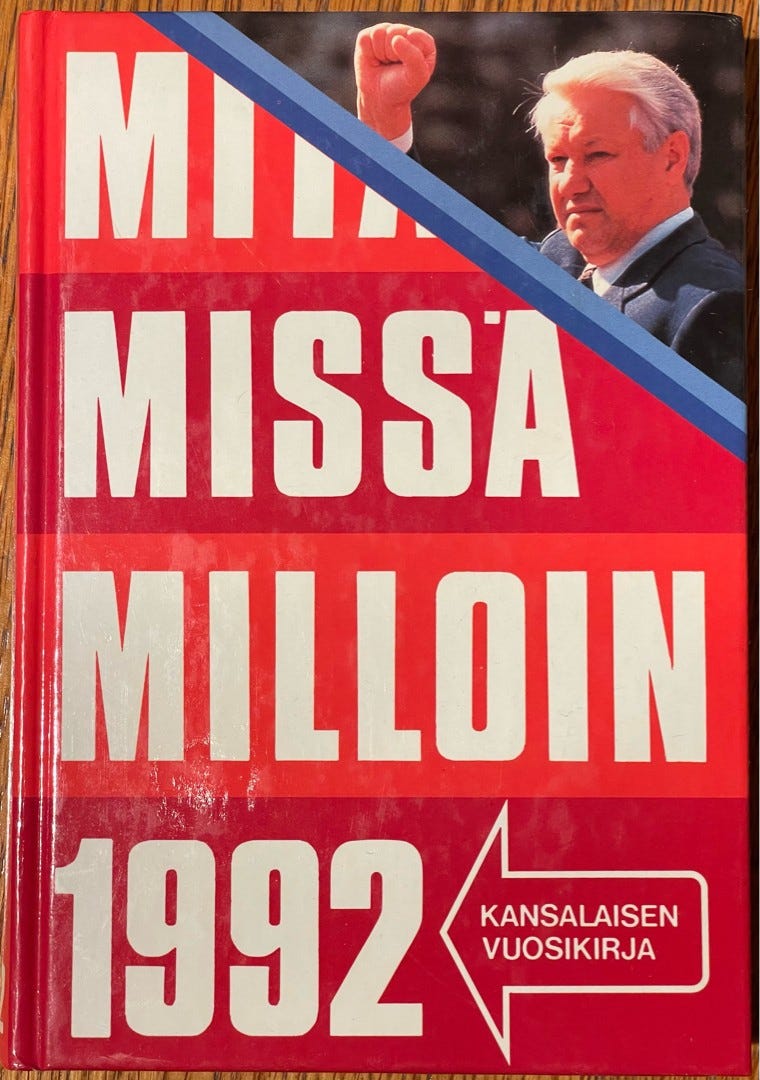 MITÄ
MISSÄ
MILLOIN
1992
KANSALAISEN
VUOSIKIRJA